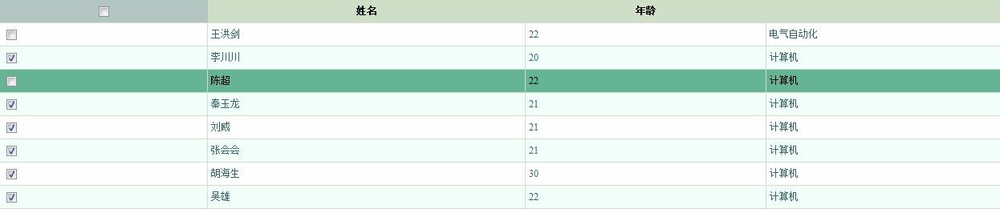 姓名 年龄
王洪剑 22 电气自动化
李川川 20 计算机
陈超 22 计算机
秦玉龙 21 计算机
刘威 21 计算机
张会会 21 计算机
胡海生 30 计算机
吴雄 22 计算机